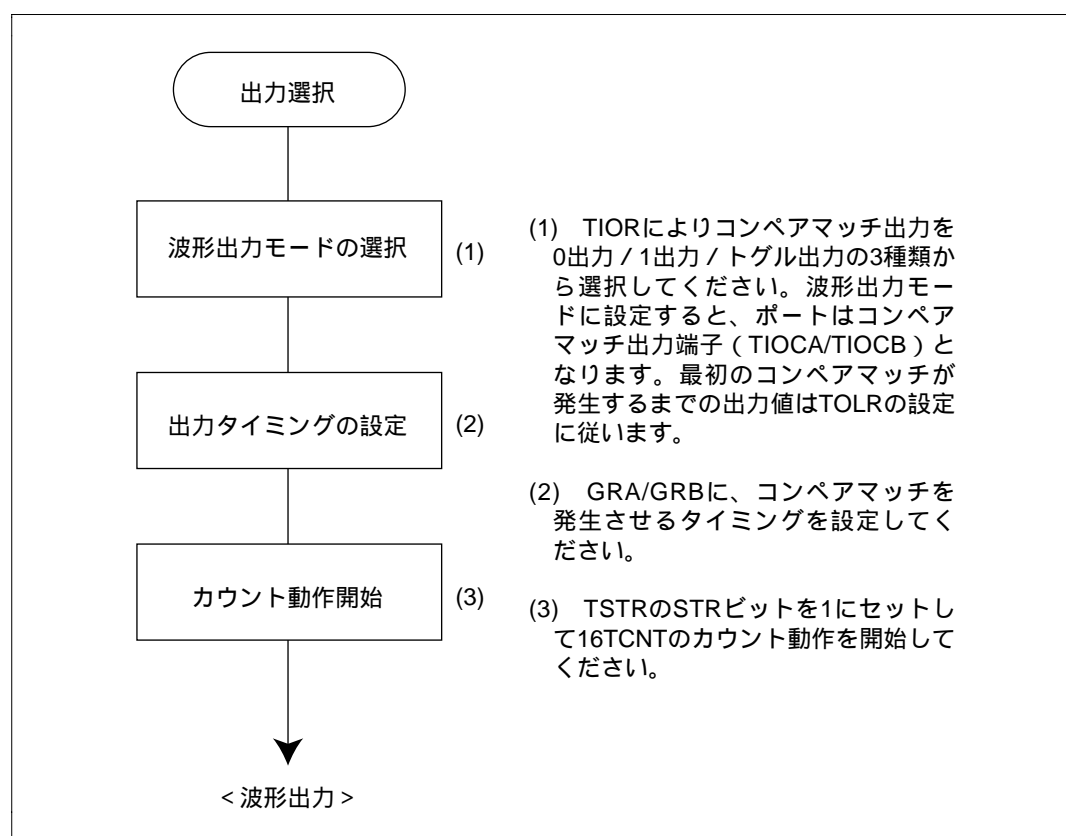 出力選択
波形出力モードの選択
(1)
出力タイミングの設定
(2)
カウント動作開始
(3)
＜波形出力＞
(1) TIORによりコンペアマッチ出力を
0出力／1出力／トグル出力の3種類か
ら選択してください。波形出力モー
ドに設定すると、ポートはコンペア
マッチ出力端子（TIOCA/TIOCB）と
なります。最初のコンペアマッチが
発生するまでの出力値はTOLRの設定
に従います。
(2) GRA/GRBに、コンペアマッチを
発生させるタイミングを設定してく
ださい。
(3) TSTRのSTRビットを1にセットし
て16TCNTのカウント動作を開始して
ください。